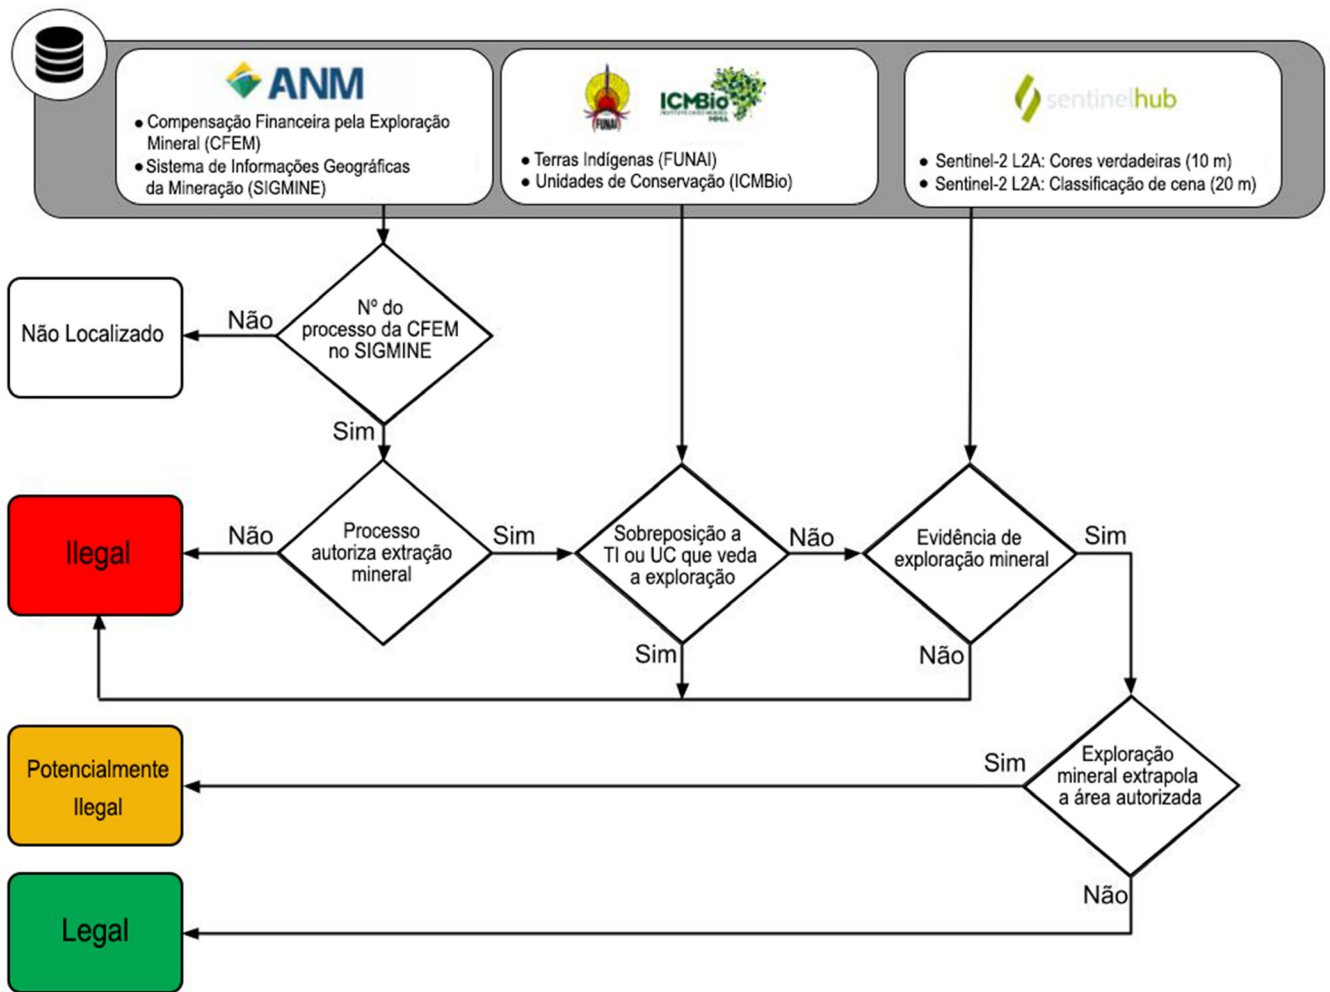 ANM
• Compensação Financeira pela Exploração
Mineral (CFEM)
• Sistema de Informações Geográficas
da Mineração (SIGMINE)
FUNAI
ICMBio
MMA
• Terras Indígenas (FUNAI)
• Unidades de Conservação (ICMBio)
sentinelhub
• Sentinel-2 L2A: Cores verdadeiras (10 m)
• Sentinel-2 L2A: Classificação de cena (20 m)
Nº do
processo da CFEM
no SIGMINE
Não
Não Localizado
Sim
Processo
autoriza extração
mineral
Não
Ilegal
Sim
Sobreposição a
TI ou UC que veda
a exploração
Não
Sim
Evidência de
exploração mineral
Sim
Não
Exploração
mineral extrapola
a área autorizada
Sim
Potencialmente
Ilegal
Não
Legal